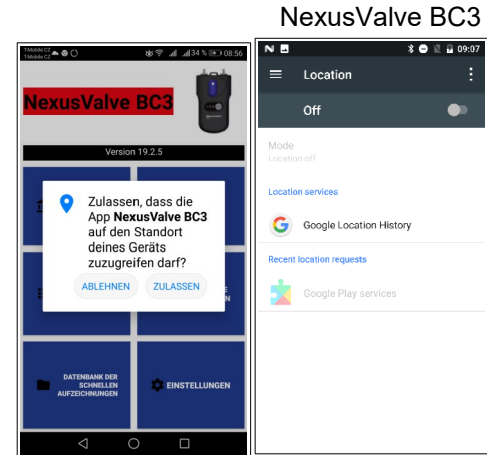 NexusValve BC3
T-Mobile CZ
T-Mobile CZ
34 % 08:56
NexusValve BC3
Version 19.2.5
Zulassen, dass die
App NexusValve BC3
auf den Standort
deines Geräts
zuzugreifen darf?
ABLEHNEN ZULASSEN
DATENBANK DER
SCHNELLEN
AUFZEICHNUNGEN
EINSTELLUNGEN
09:07
Location
Off
Mode
Location off
Location services
Google Location History
Recent location requests
Google Play services